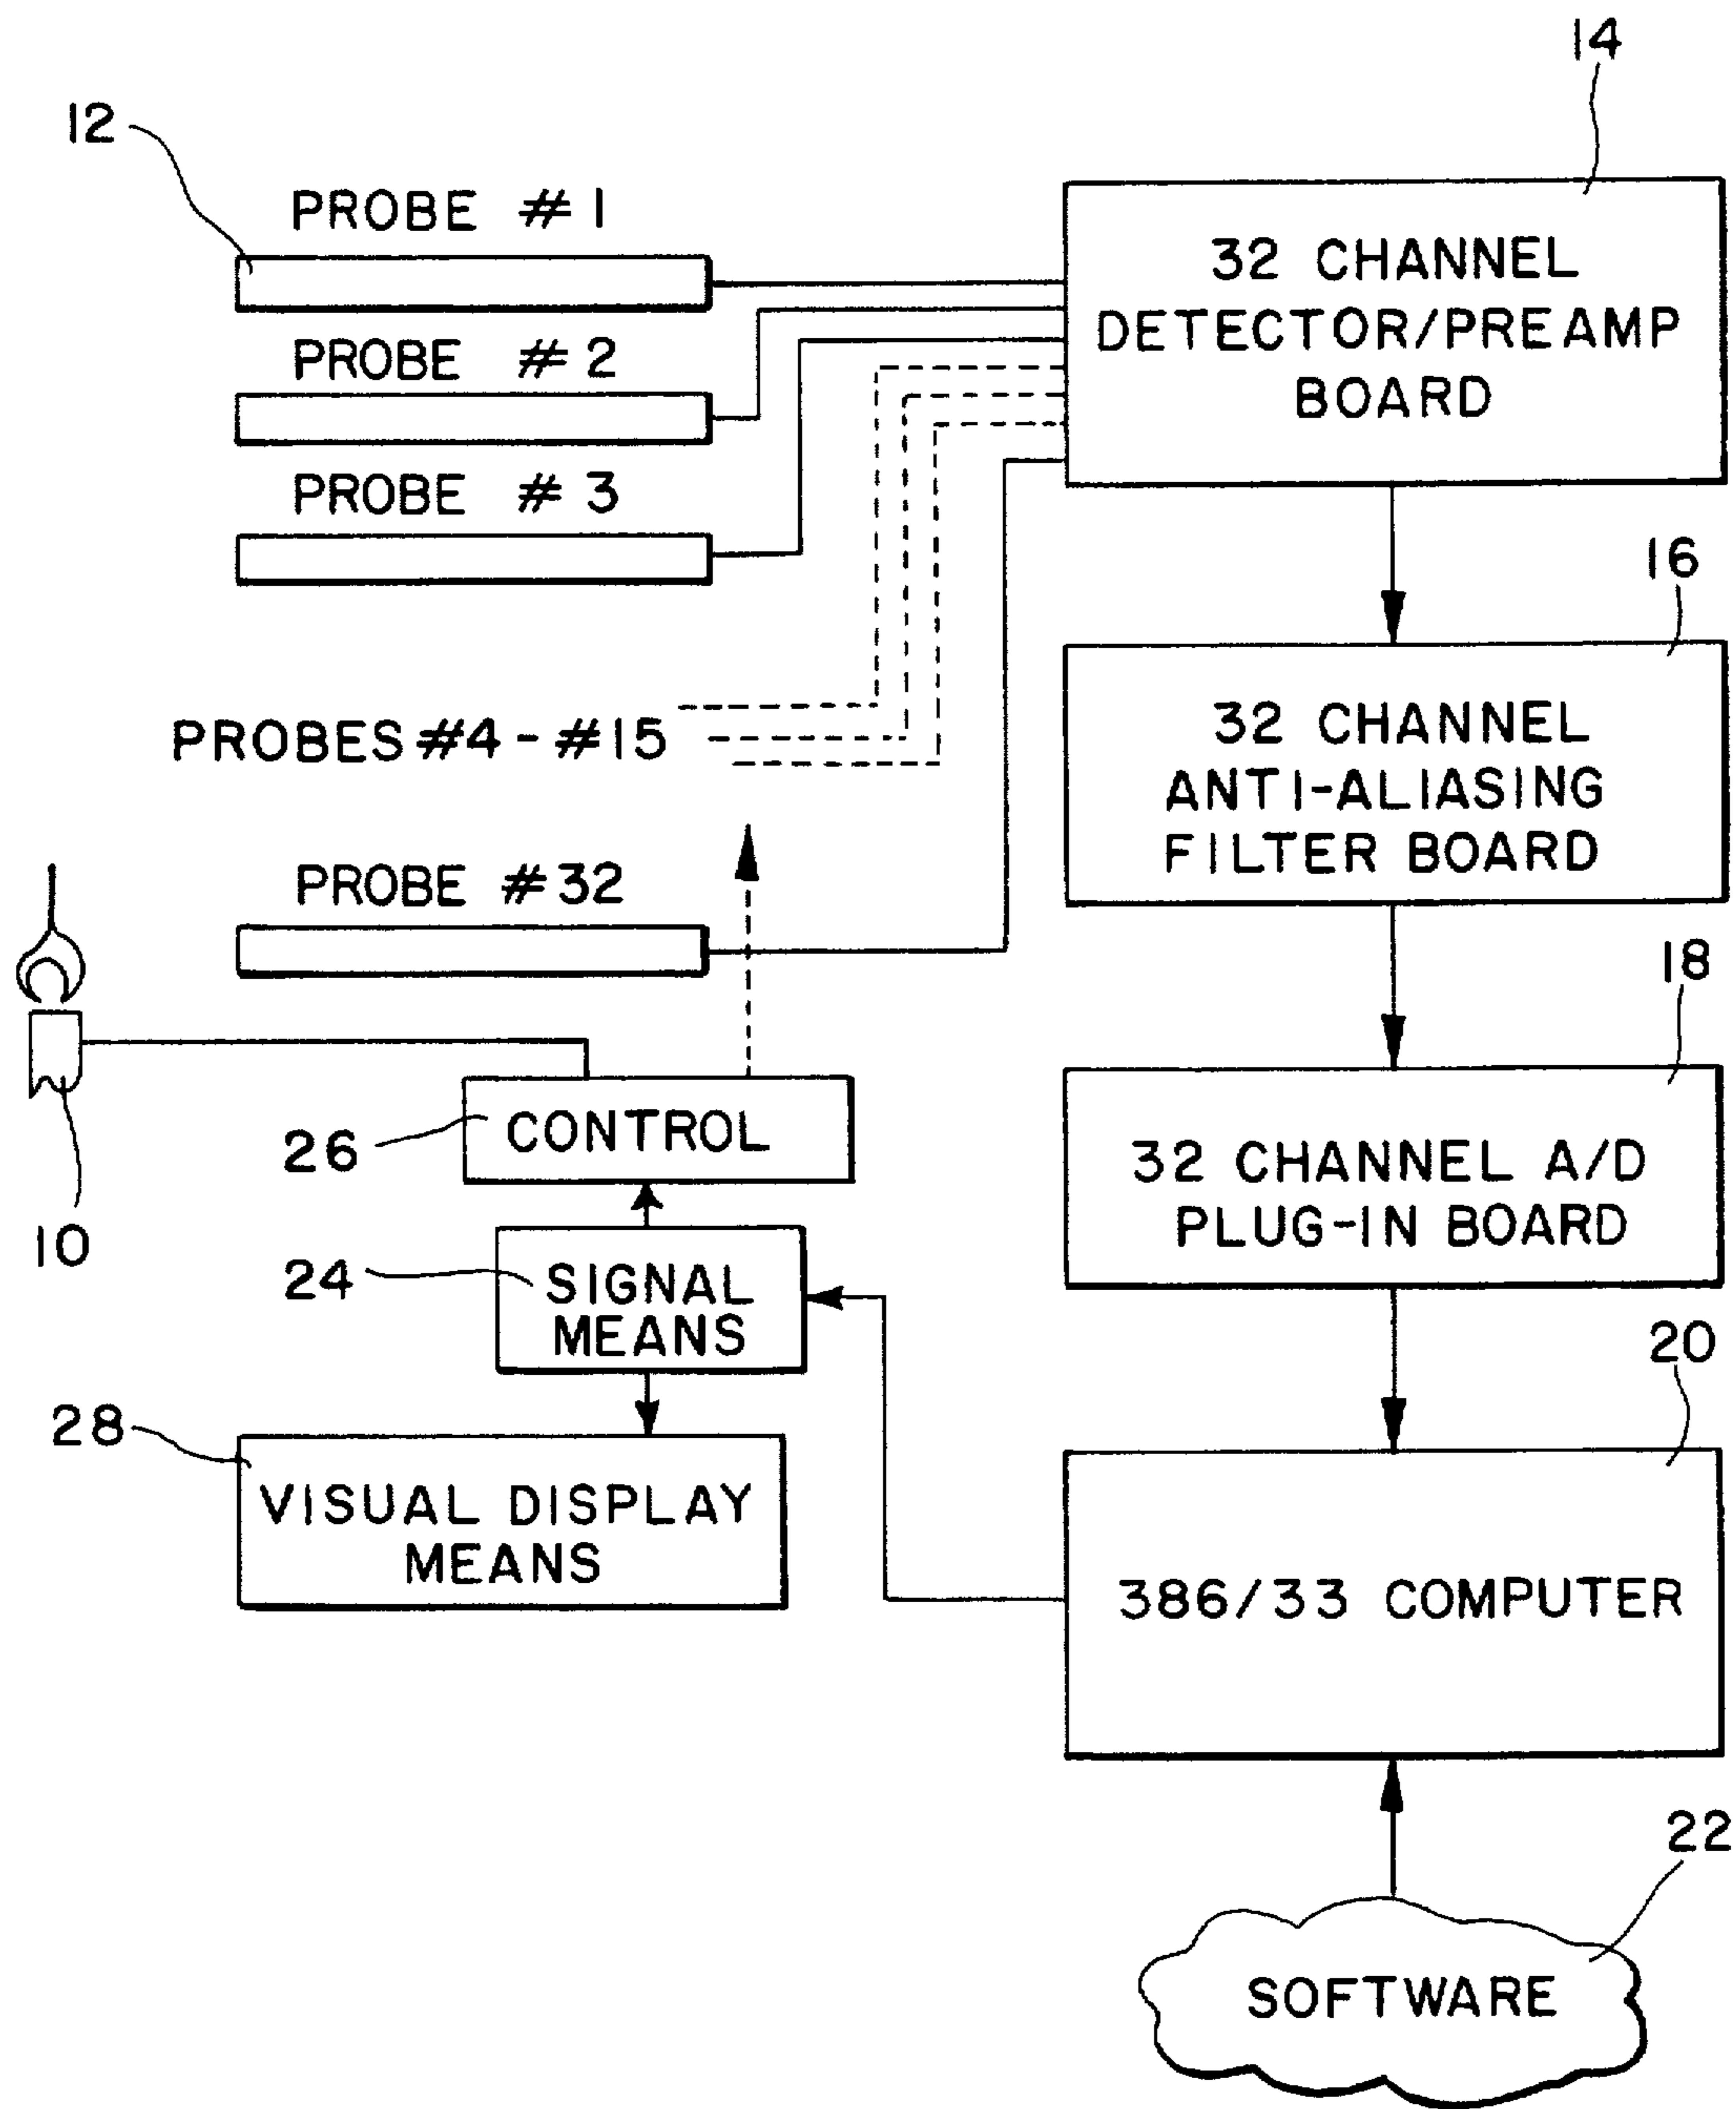 14
12
PROBE #1
32 CHANNEL
DETECTOR/PREAMP
BOARD
PROBE #2
PROBE #3
16
PROBES #4-#15
32 CHANNEL
ANTI-ALIASING
FILTER BOARD
PROBE #32
18
26
CONTROL
32 CHANNEL A/D
PLUG-IN BOARD
10
24
SIGNAL
MEANS
20
28
VISUAL DISPLAY
MEANS
386/33 COMPUTER
22
SOFTWARE